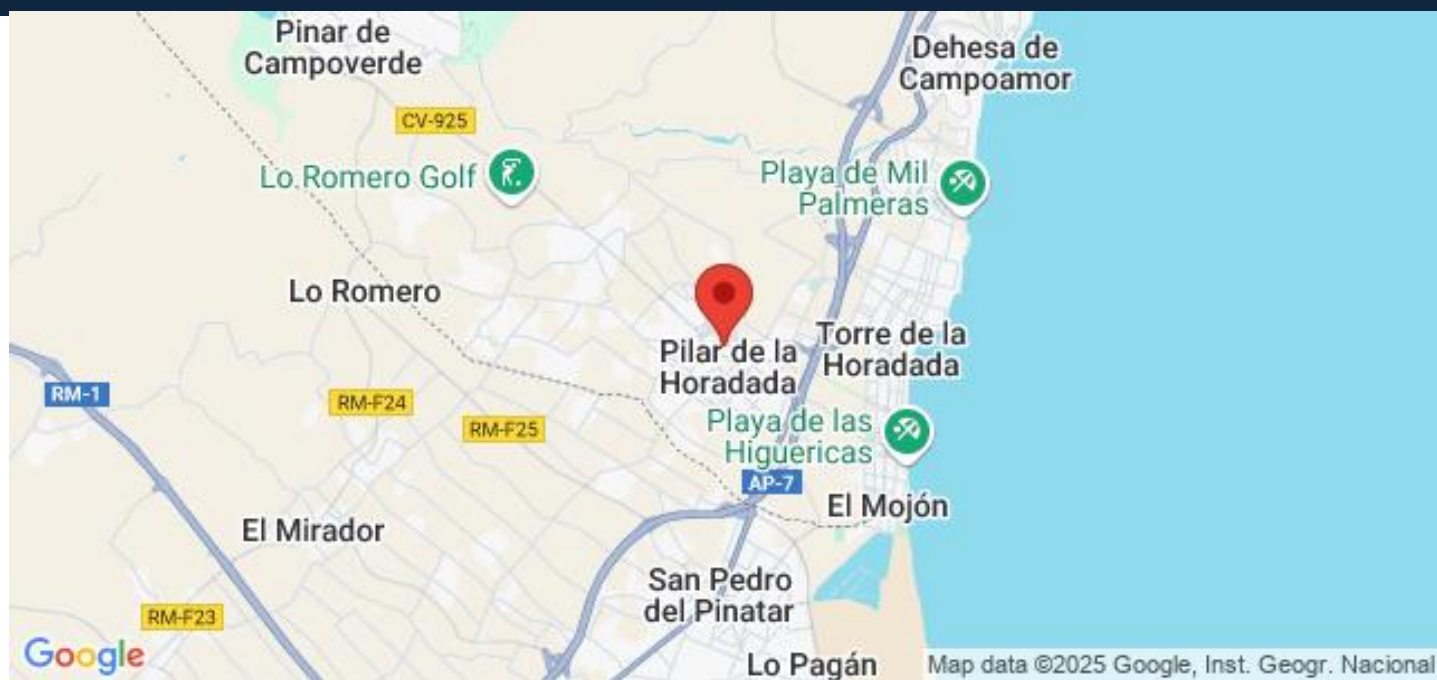 Pinar de
Campoverde
Dehesa de
Campoamor
CV-925
Lo Romero Golf
Playa de Mil
Palmeras
Lo Romero
Pilar de la
Horadada
Torre de la
Horadada
RM-1
RM-F24
RM-F25
Playa de las
Higuericas
AP-7
El Mojón
El Mirador
San Pedro
del Pinatar
RM-F23
Google
Lo Pagán
Map data ©2025 Google, Inst. Geogr. Nacional